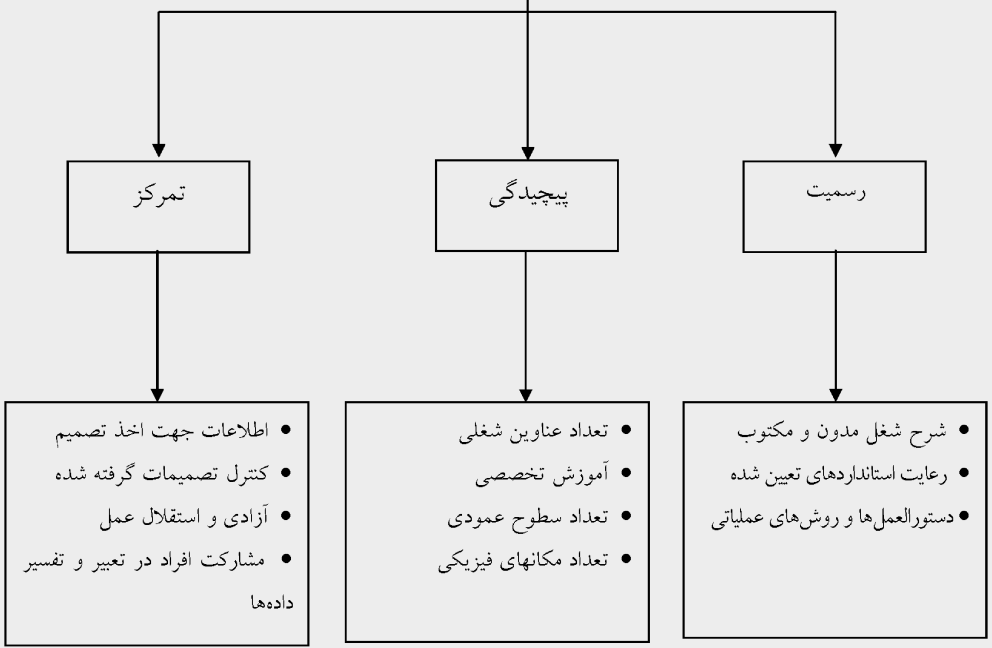 رسمیت
پیچیدگی
تمرکز
• شرح شغل مدون و مکتوب
• رعایت استانداردهای تعیین شده
• دستورالعمل‌ها و روش‌های عملیاتی
• تعداد عناوین شغلی
• آموزش تخصصی
• تعداد سطوح عمودی
• تعداد مکانهای فیزیکی
• اطلاعات جهت اخذ تصمیم
• کنترل تصمیمات گرفته شده
• آزادی و استقلال عمل
• مشارکت افراد در تعبیر و تفسیر
داده‌ها